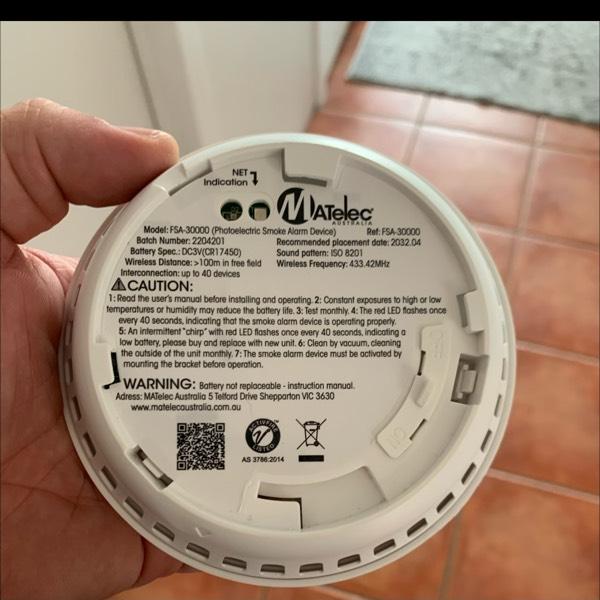 NET
Indication
MATelec
AUSTRALIA
Model: FSA-30000 (Photoelectric Smoke Alarm Device) Ref: FSA-30000
Batch Number: 2204201 Recommended placement date: 2032.04
Battery Spec.: DC3V(CR17450) Sound pattern: ISO 8201
Wireless Distance: >100m in free field Wireless Frequency: 433.42MHz
Interconnection: up to 40 devices
CAUTION:
1: Read the user's manual before installing and operating. 2: Constant exposures to high or low
temperatures or humidity may reduce the battery life. 3: Test monthly. 4: The red LED flashes once
every 40 seconds, indicating that the smoke alarm device is operating properly.
5: An intermittent "chirp" with red LED flashes once every 40 seconds, indicating a
low battery, please buy and replace with new unit. 6: Clean by vacuum, cleaning
the outside of the unit monthly. 7: The smoke alarm device must be activated by
mounting the bracket before operation.
WARNING: Battery not replaceable - instruction manual.
Adress: MATelec Australia 5 Telford Drive Shepparton VIC 3630
www.matelecaustralia.com.au
ACTIVFIRE
LISTED
AS 3786:2014
ON